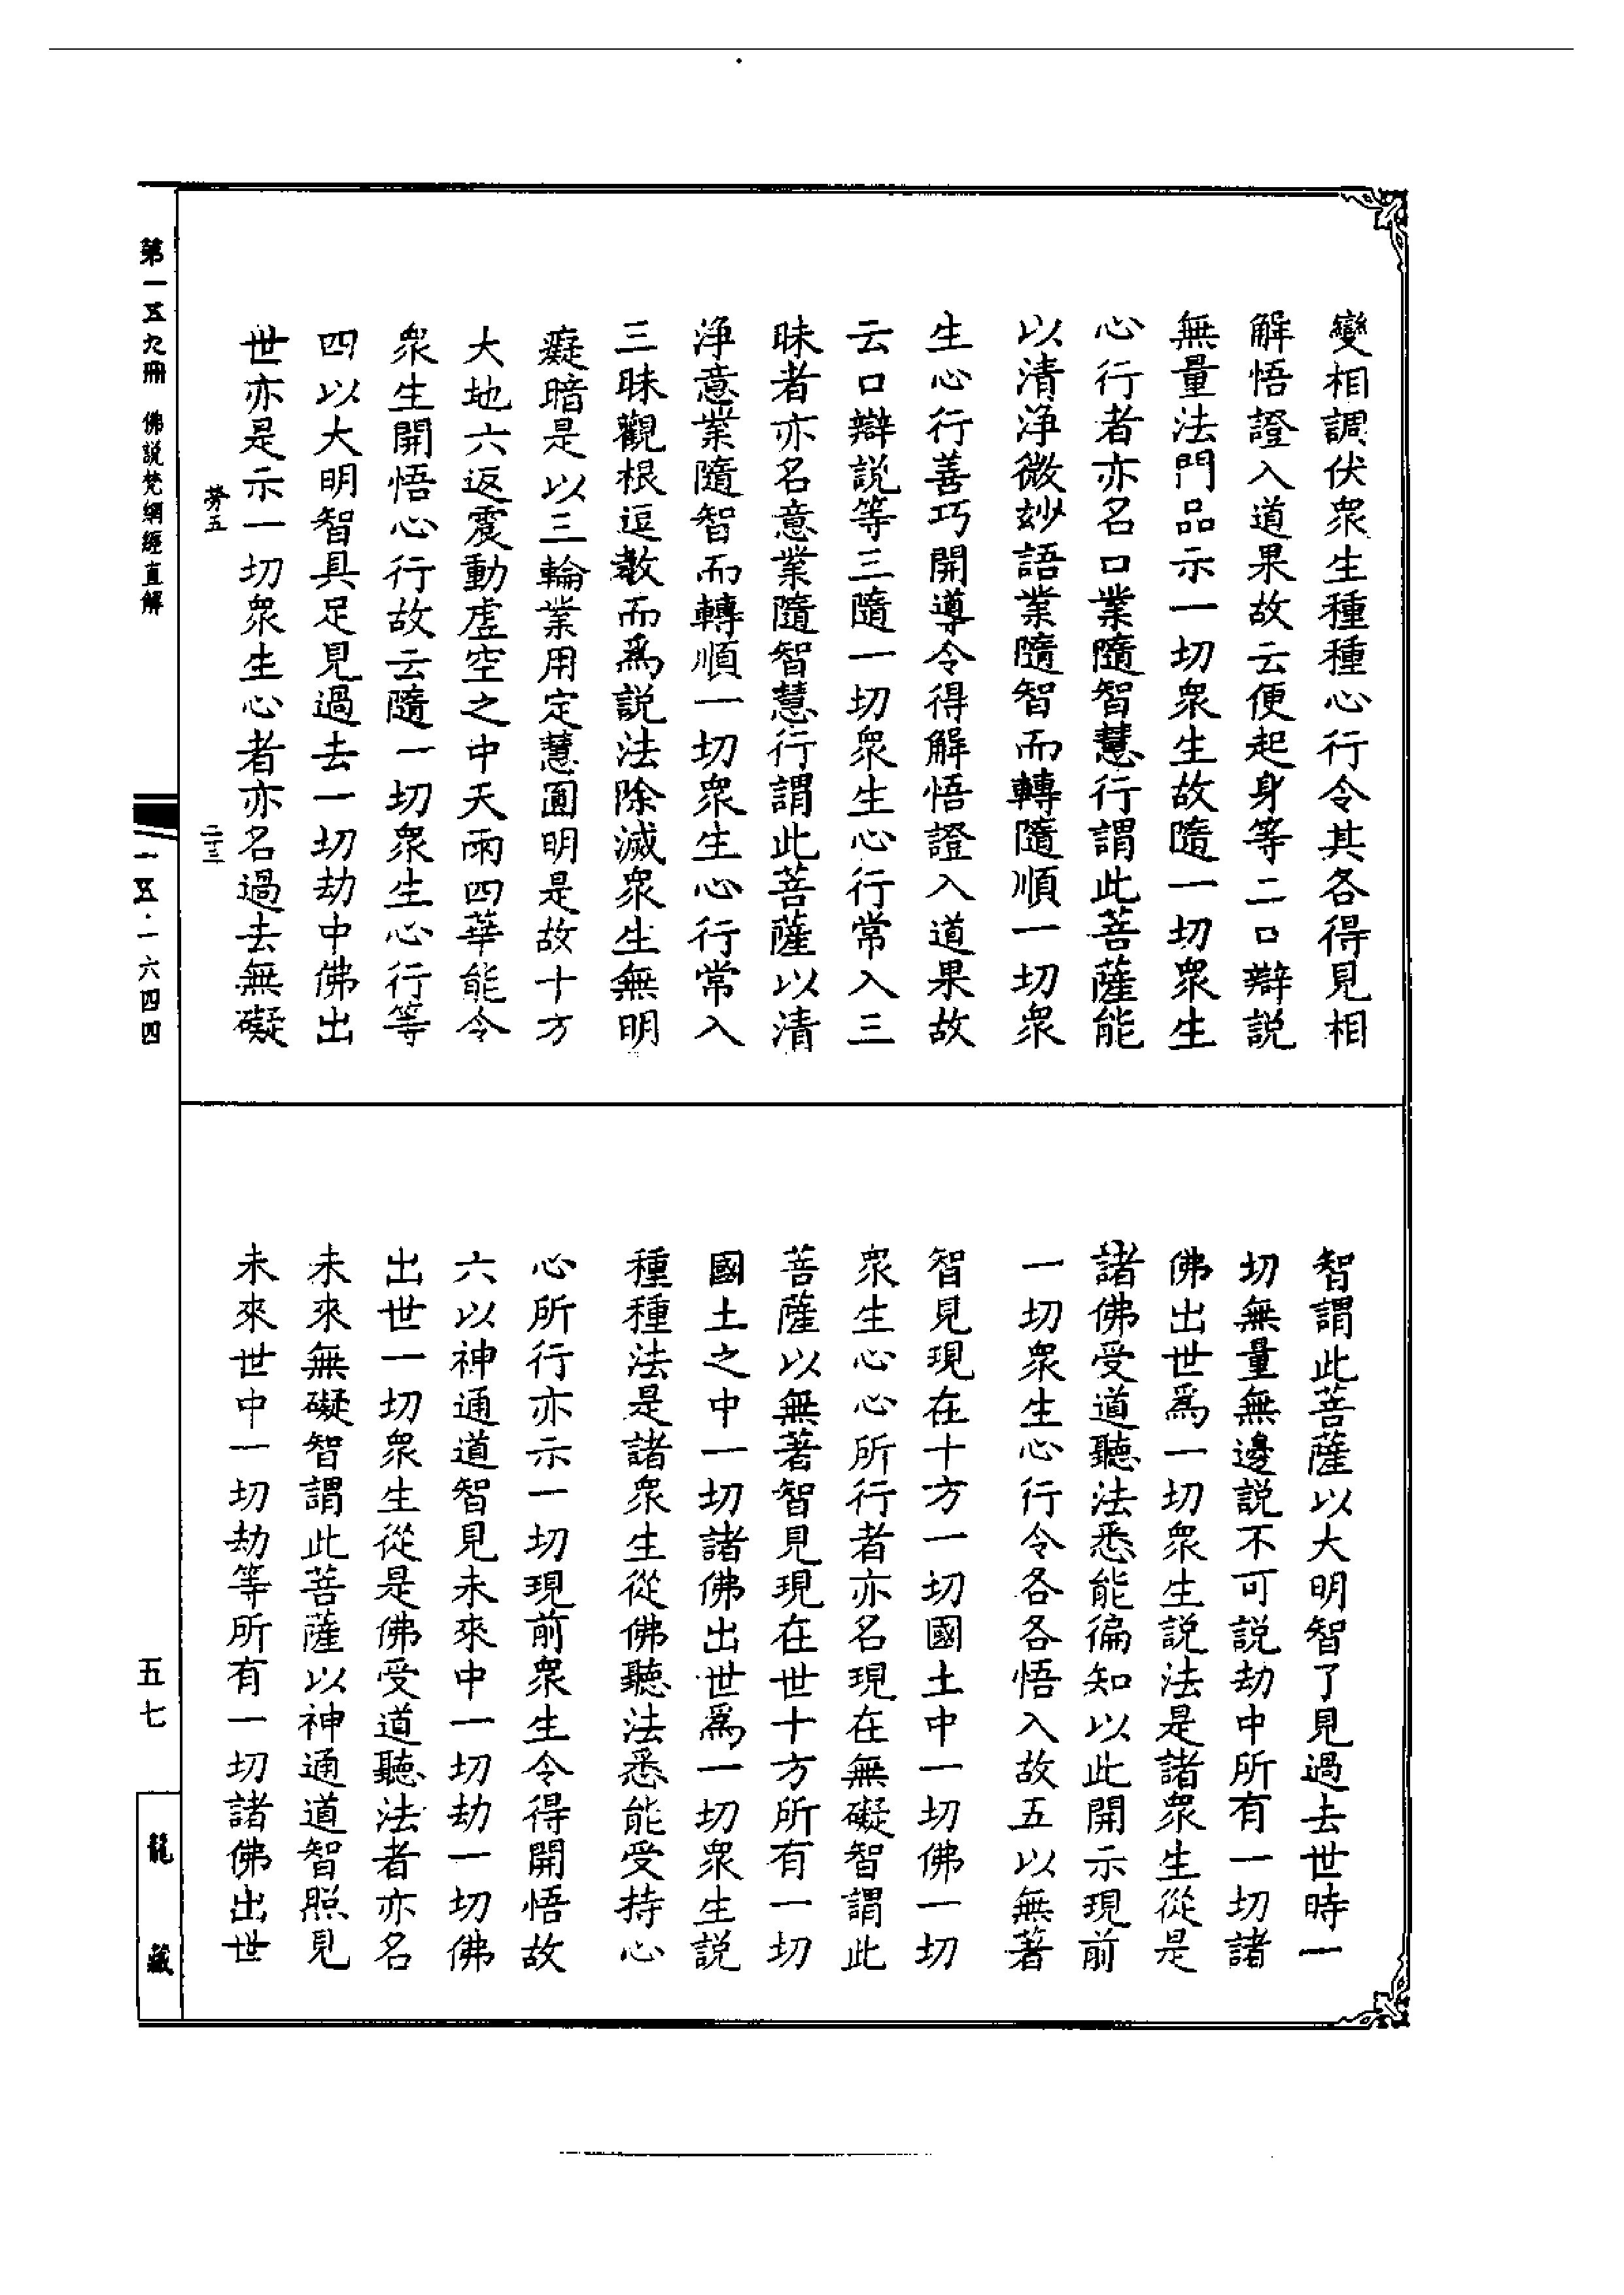 變相調伏衆生種種心行令其各得見相
解悟證入道果故云便起身等二口辯説
無量法門品示一切衆生故隨一切衆生
心行者亦名口業隨智慧行謂此菩薩能
以清浄微玅語業隨智而轉隨順一切衆
生心行善巧開導令得解悟證入道果故
云口辯説等三隨一切衆生心行常入三
昧者亦名意業隨智慧行謂此菩薩以清
浄意業隨智而轉順一切衆生心行常入
三昧觀根逗教而爲説法除滅衆生無明
癡暗是以三輪業用定慧圓明是故十方
大地六返震動虛空之中天雨四華能令
衆生開悟心行故云隨一切衆生心行等
四以大明智具足見過去一切劫中佛出
世亦是示一切衆生心者亦名過去無礙
智謂此菩薩以大明智了見過去世時一
切無量無邊説不可説劫中所有一切諸
佛出世爲一切衆生説法是諸衆生從是
諸佛受道聽法悉能徧知以此開示現前
一切衆生心行令各各悟入故五以無著
智見現在十方一切國土中一切佛一切
衆生心心所行者亦名現在無礙智謂此
菩薩以無著智見現在世十方所有一切
國土之中一切諸佛出世爲一切衆生説
種種法是諸衆生從佛聽法悉能受持心
心所行亦示一切現前衆生令得開悟故
六以神通道智見未來中一切劫一切佛
出世一切衆生從是佛受道聽法者亦名
未來無礙智謂此菩薩以神通道智照見
未來世中一切劫等所有一切諸佛出世
勞五
二十三
第一五九冊 佛説梵網經直解
一五五·一六四四
五七
龍藏